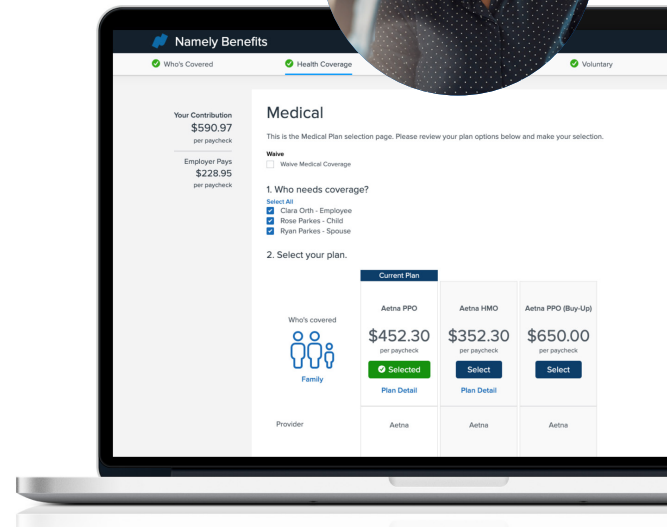 Namely Benefits
Who's Covered
Health Coverage
Voluntary
Your Contribution
$590.97
per paycheck
Employer Pays
$228.95
per paycheck
Medical
This is the Medical Plan selection page. Please review your plan options below and make your selection.
Waive
Waive Medical Coverage
1. Who needs coverage?
Select All
Clara Orth - Employee
Rose Parkes - Child
Ryan Parkes - Spouse
2. Select your plan.
Current Plan
Who's covered
Family
Aetna PPO
$452.30
per paycheck
Selected
Plan Detail
Aetna HMO
$352.30
per paycheck
Select
Plan Detail
Aetna PPO (Buy-Up)
$650.00
per paycheck
Select
Provider
Aetna
Aetna
Aetna